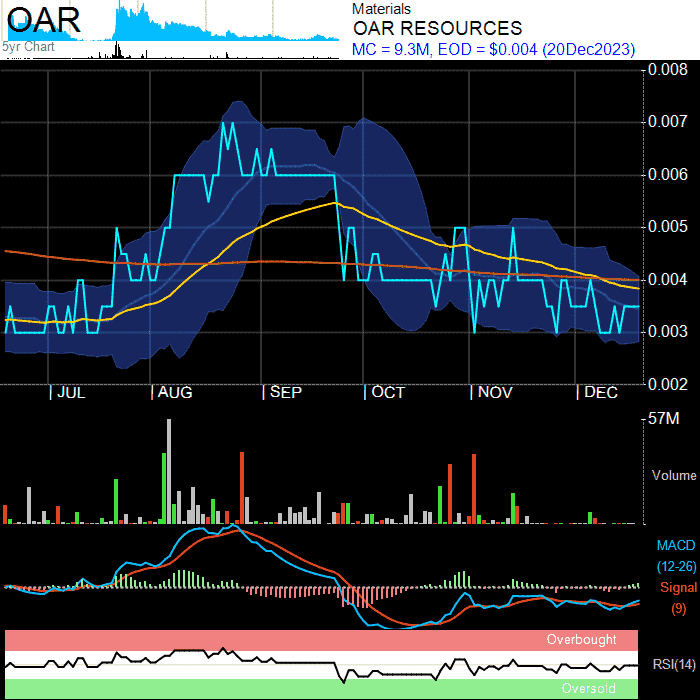 OAR
5yr Chart
Materials
OAR RESOURCES
MC = 9.3M, EOD = $0.004 (20Dec2023)
0.008
0.007
0.006
0.005
0.004
0.003
0.002
JUL AUG SEP OCT NOV DEC
57M
Volume
MACD
(12-26)
Signal
(9)
Overbought
RSI(14)
Oversold